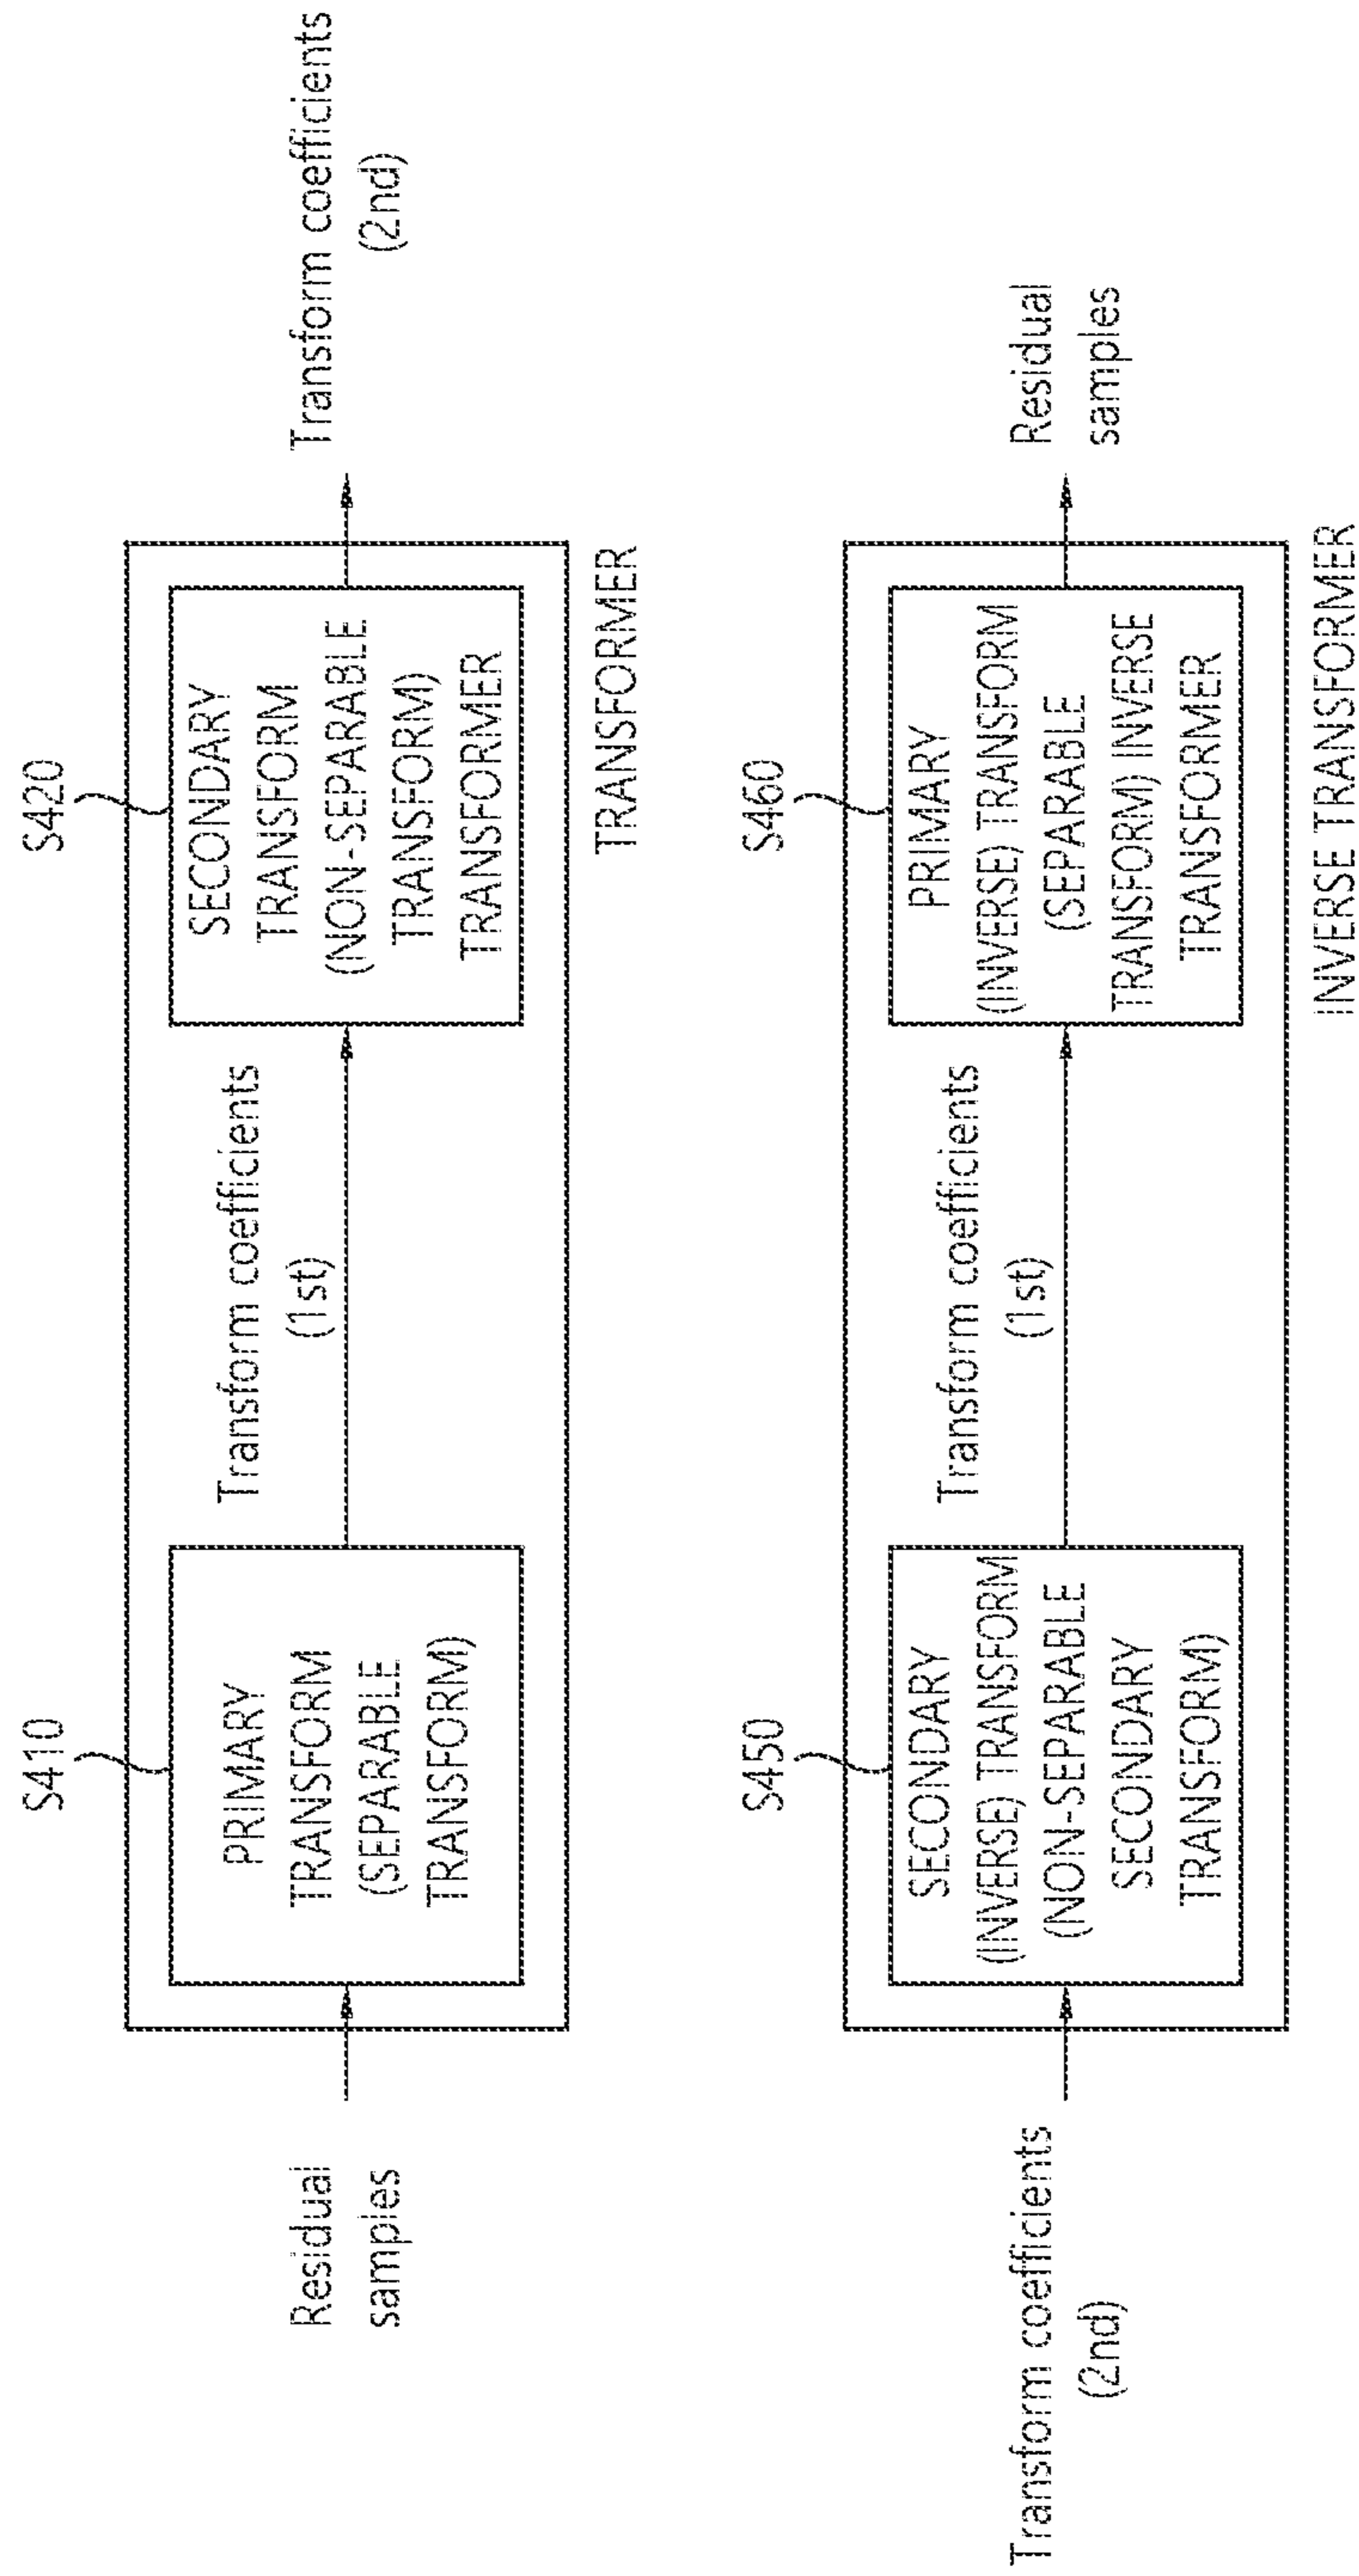 S410
S420
Residual
samples
PRIMARY
TRANSFORM
(SEPARABLE
TRANSFORM)
Transform coefficients
(1st)
SECONDARY
TRANSFORM
(NON-SEPARABLE
TRANSFORM)
TRANSFORMER
Transform coefficients
(2nd)
TRANSFORMER
S450
S460
Transform coefficients
(2nd)
SECONDARY
(INVERSE) TRANSFORM
(NON-SEPARABLE
SECONDARY
TRANSFORM)
Transform coefficients
(1st)
PRIMARY
(INVERSE) TRANSFORM
(SEPARABLE
TRANSFORM) INVERSE
TRANSFORMER
Residual
samples
INVERSE TRANSFORMER